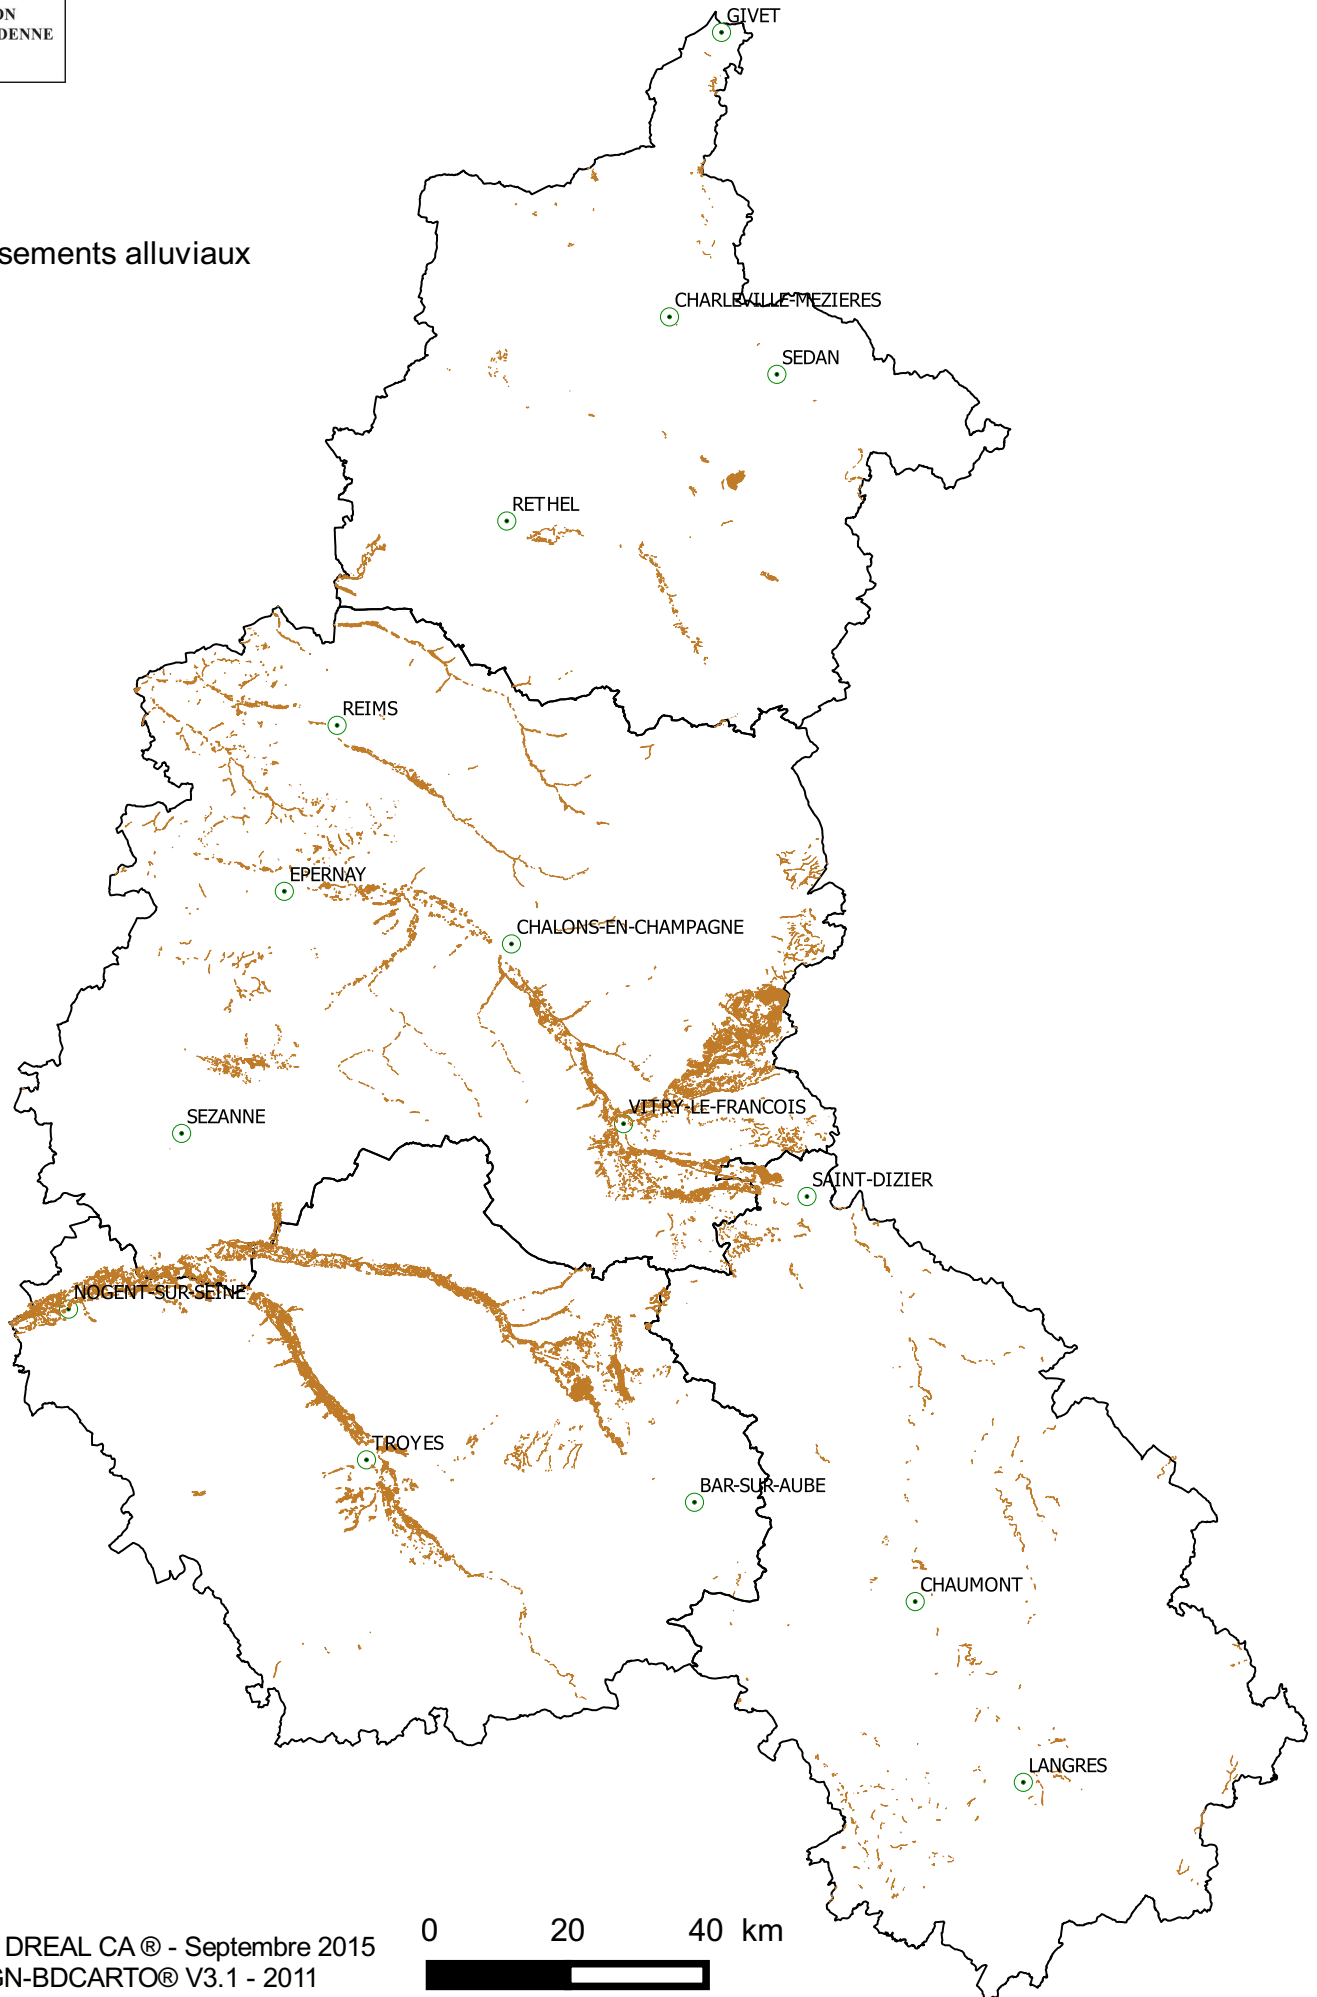 GIVET
ON
DENNE
sements alluviaux
CHARLEVILLE-MEZIERES
SEDAN
RETHEL
REIMS
EPERNAY
CHALONS-EN-CHAMPAGNE
VITRY-LE-FRANCOIS
SEZANNE
SAINT-DIZIER
NOGENT-SUR-SEINE
TROYES
BAR-SUR-AUBE
CHAUMONT
LANGRES
0 20 40 km
DREAL CA ® - Septembre 2015
GN-BDCARTO® V3.1 - 2011